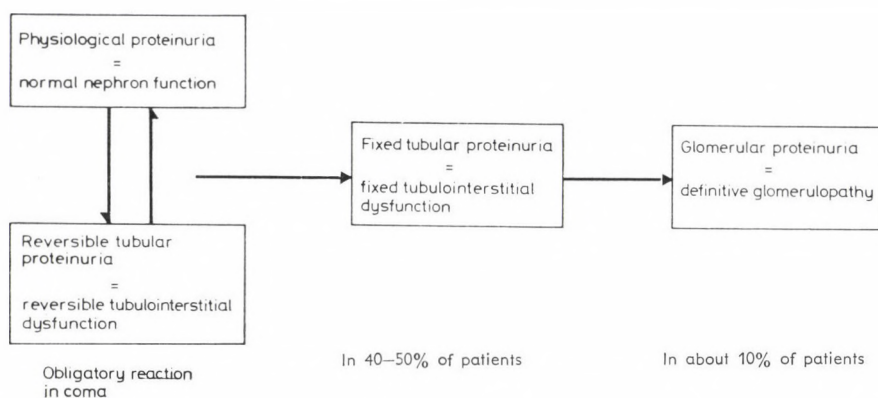 Physiological proteinuria
=
normal nephron function
Reversible tubular
proteinuria
=
reversible tubulointerstitial
dysfunction
Obligatory reaction
in coma
Fixed tubular proteinuria
=
fixed tubulointerstitial
dysfunction
In 40–50% of patients
Glomerular proteinuria
=
definitive glomerulopathy
In about 10% of patients